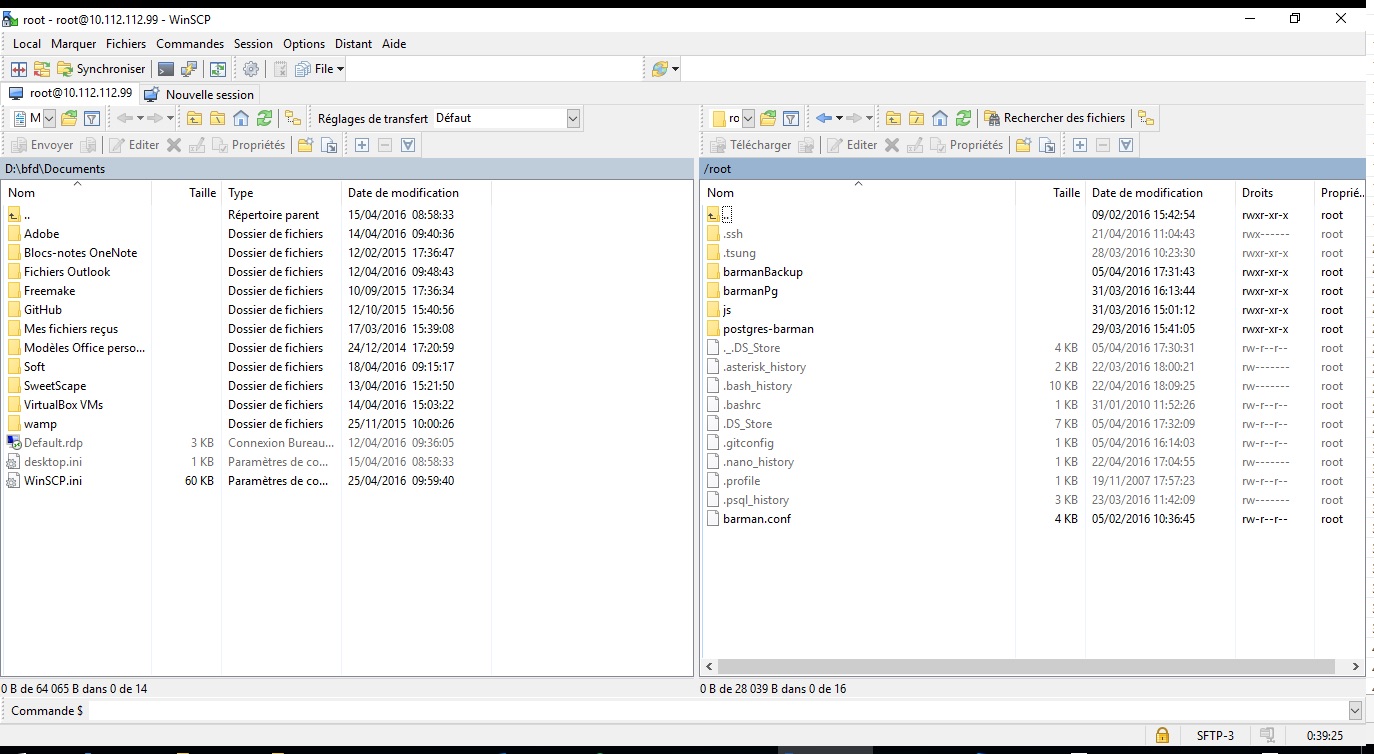 root - root@10.112.112.99 - WinSCP
Local Marquer Fichiers Commandes Session Options Distant Aide
Synchroniser File
root@10.112.112.99 Nouvelle session
M Réglages de transfert Défaut ro Rechercher des fichiers
Envoyer Editer Propriétés Télécharger Editer Propriétés
D:\bfd\Documents /root
Nom Taille Type Date de modification Nom Taille Date de modification Droits Proprié...
.. Répertoire parent 15/04/2016 08:58:33 .. 09/02/2016 15:42:54 rwxr-xr-x root
Adobe Dossier de fichiers 14/04/2016 09:40:36 .ssh 21/04/2016 11:04:43 rwx------ root
Blocs-notes OneNote Dossier de fichiers 12/02/2015 17:36:47 .tsung 28/03/2016 10:23:30 rwxr-xr-x root
Fichiers Outlook Dossier de fichiers 12/04/2016 09:48:43 barmanBackup 05/04/2016 17:31:43 rwxr-xr-x root
Freemake Dossier de fichiers 10/09/2015 17:36:34 barmanPg 31/03/2016 16:13:44 rwxr-xr-x root
GitHub Dossier de fichiers 12/10/2015 15:40:56 js 31/03/2016 15:01:12 rwxr-xr-x root
Mes fichiers reçus Dossier de fichiers 17/03/2016 15:39:08 postgres-barman 29/03/2016 15:41:05 rwxr-xr-x root
Modèles Office perso... Dossier de fichiers 24/12/2014 17:20:59 ._.DS_Store 4 KB 05/04/2016 17:30:31 rw-r--r-- root
Soft Dossier de fichiers 18/04/2016 09:15:17 .asterisk_history 2 KB 22/03/2016 18:00:21 rw------- root
SweetScape Dossier de fichiers 13/04/2016 15:21:50 .bash_history 10 KB 22/04/2016 18:09:25 rw------- root
VirtualBox VMs Dossier de fichiers 14/04/2016 15:03:22 .bashrc 1 KB 31/01/2010 11:52:26 rw-r--r-- root
wamp Dossier de fichiers 25/11/2015 10:00:26 .DS_Store 7 KB 05/04/2016 17:32:09 rw-r--r-- root
Default.rdp 3 KB Connexion Bureau... 12/04/2016 09:36:05 .gitconfig 1 KB 05/04/2016 16:14:03 rw-r--r-- root
desktop.ini 1 KB Paramètres de co... 15/04/2016 08:58:33 .nano_history 1 KB 22/04/2016 17:04:55 rw------- root
WinSCP.ini 60 KB Paramètres de co... 25/04/2016 09:59:40 .profile 1 KB 19/11/2007 17:57:23 rw-r--r-- root
.psql_history 3 KB 23/03/2016 11:42:09 rw------- root
barman.conf 4 KB 05/02/2016 10:36:45 rw-r--r-- root
0 B de 64 065 B dans 0 de 14 0 B de 28 039 B dans 0 de 16
Commande $
SFTP-3 0:39:25